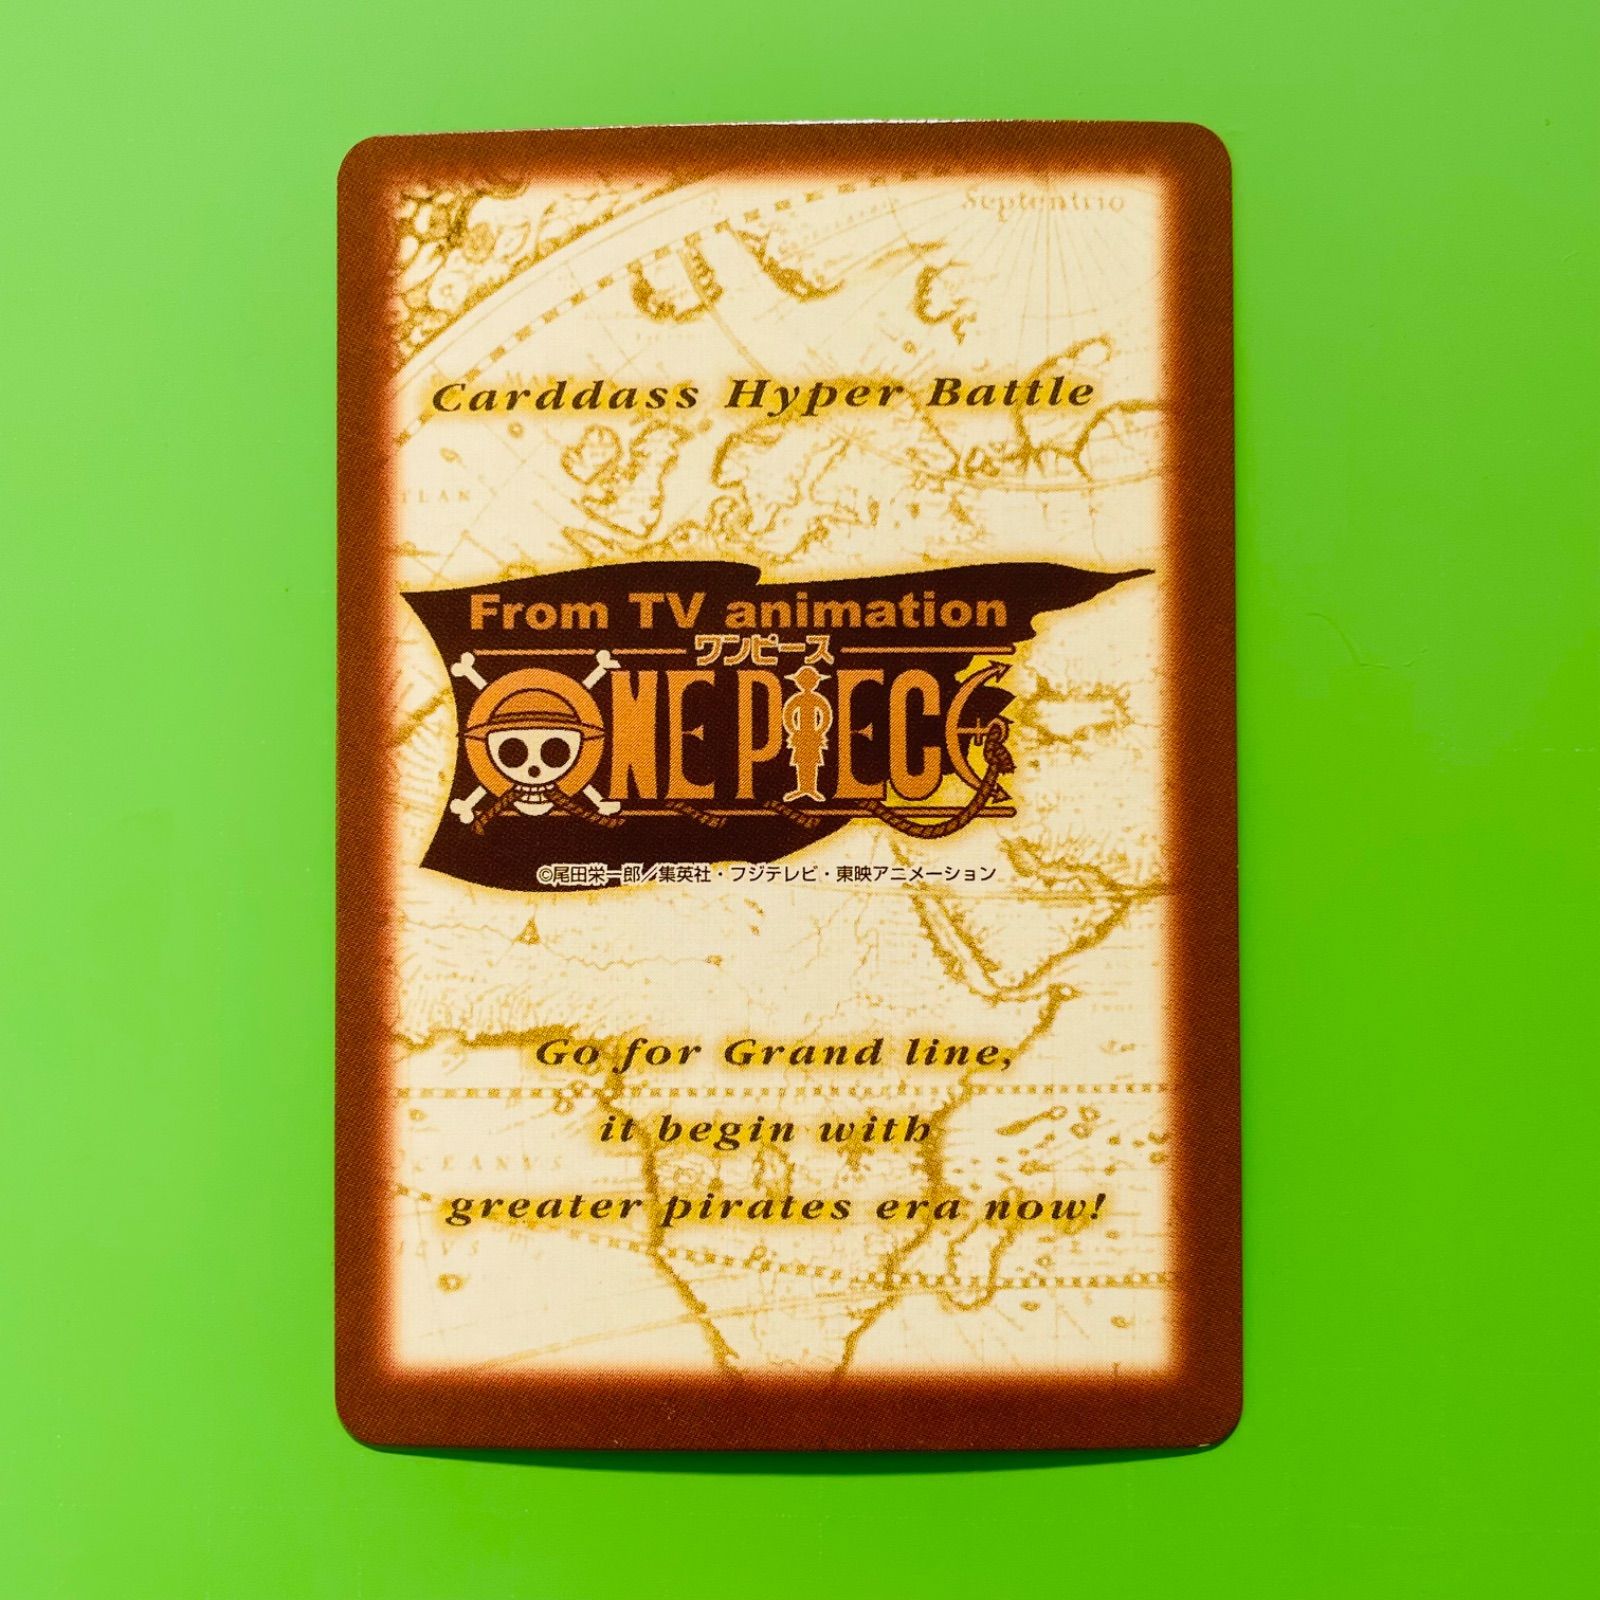 Septentrio
Carddass Hyper Battle
From TV animation
ワンピース
ONE PIECE
©尾田栄一郎/集英社・フジテレビ・東映アニメーション
Go for Grand line,
it begin with
greater pirates era now!